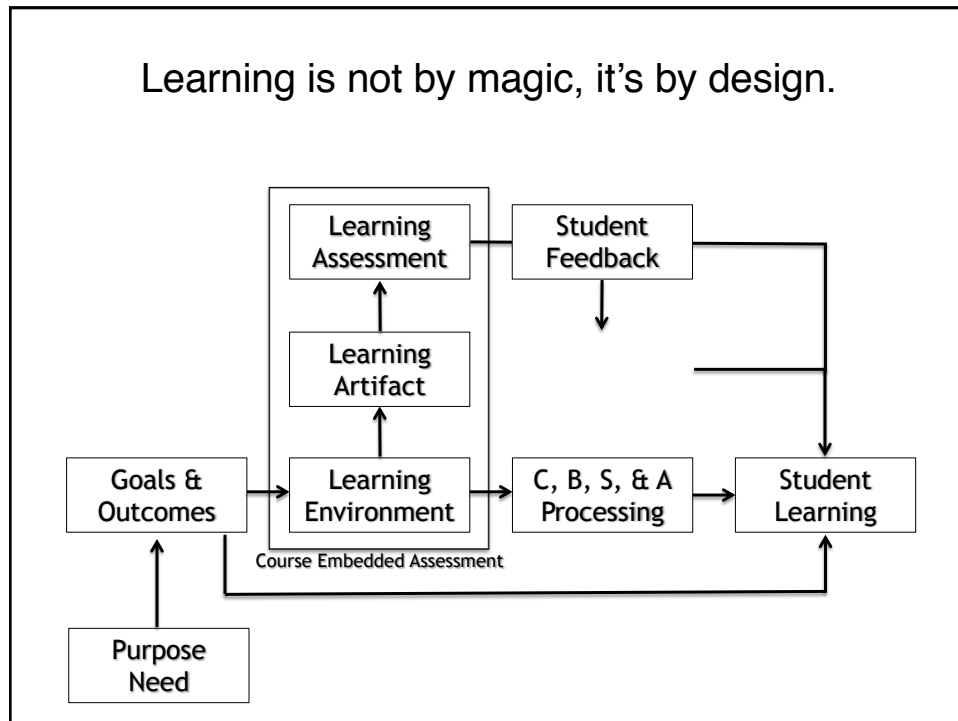 Learning is not by magic, it's by design.
Learning
Assessment
Student
Feedback
Learning
Artifact
Goals &
Outcomes
Learning
Environment
C, B, S, & A
Processing
Student
Learning
Course Embedded Assessment
Purpose
Need